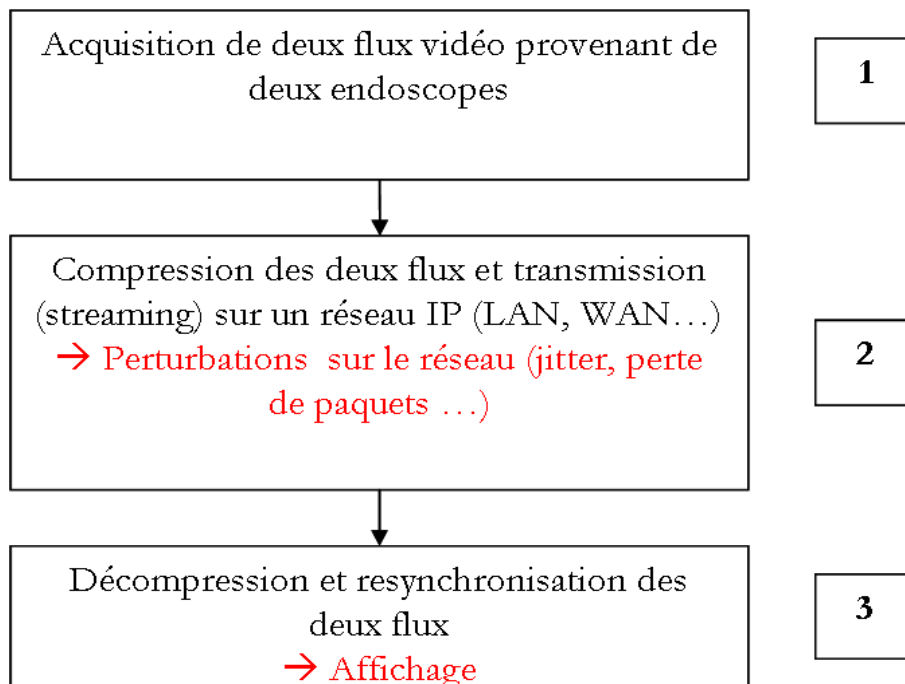 Acquisition de deux flux vidéo provenant de
deux endoscopes
1
Compression des deux flux et transmission
(streaming) sur un réseau IP (LAN, WAN…)
→ Perturbations sur le réseau (jitter, perte
de paquets …)
2
Décompression et resynchronisation des
deux flux
→ Affichage
3